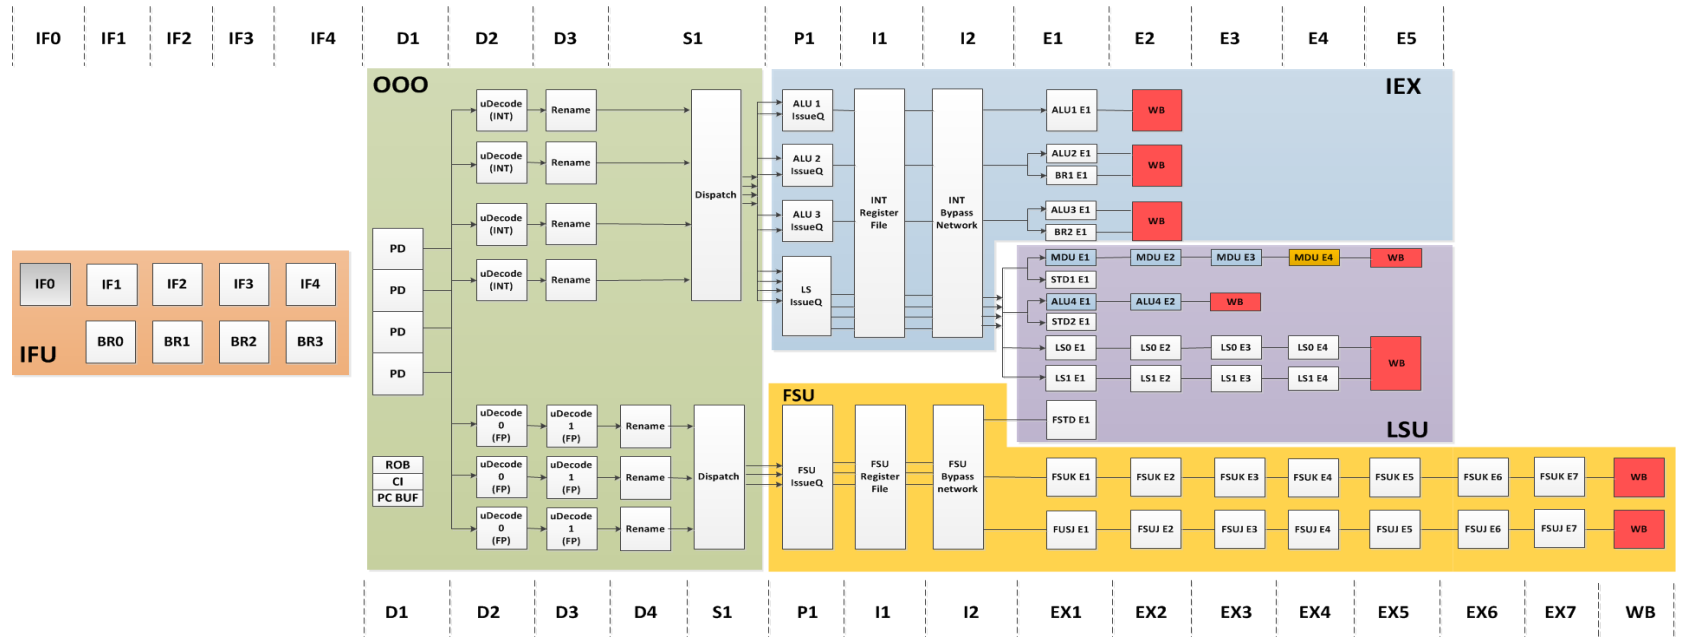 IF0 IF1 IF2 IF3 IF4 D1 D2 D3 S1 P1 I1 I2 E1 E2 E3 E4 E5
OOO
IEX
uDecode
(INT)
Rename
uDecode
(INT)
Rename
uDecode
(INT)
Rename
uDecode
(INT)
Rename
Dispatch
ALU 1
IssueQ
ALU 2
IssueQ
ALU 3
IssueQ
LS
IssueQ
INT
Register
File
INT
Bypass
Network
ALU1 E1
WB
ALU2 E1
BR1 E1
WB
ALU3 E1
BR2 E1
WB
PD
PD
PD
PD
IF0 IF1 IF2 IF3 IF4
BR0 BR1 BR2 BR3
IFU
MDU E1 MDU E2 MDU E3 MDU E4 WB
STD1 E1
ALU4 E1 ALU4 E2 WB
STD2 E1
LS0 E1 LS0 E2 LS0 E3 LS0 E4
WB
LS1 E1 LS1 E2 LS1 E3 LS1 E4
FSTD E1
LSU
FSU
uDecode
0
(FP)
uDecode
1
(FP)
Rename
uDecode
0
(FP)
uDecode
1
(FP)
Rename
uDecode
0
(FP)
uDecode
1
(FP)
Rename
ROB
CI
PC BUF
Dispatch
FSU
IssueQ
FSU
Register
File
FSU
Bypass
network
FSUK E1 FSUK E2 FSUK E3 FSUK E4 FSUK E5 FSUK E6 FSUK E7 WB
FUSJ E1 FSUJ E2 FSUJ E3 FSUJ E4 FSUJ E5 FSUJ E6 FSUJ E7 WB
D1 D2 D3 D4 S1 P1 I1 I2 EX1 EX2 EX3 EX4 EX5 EX6 EX7 WB